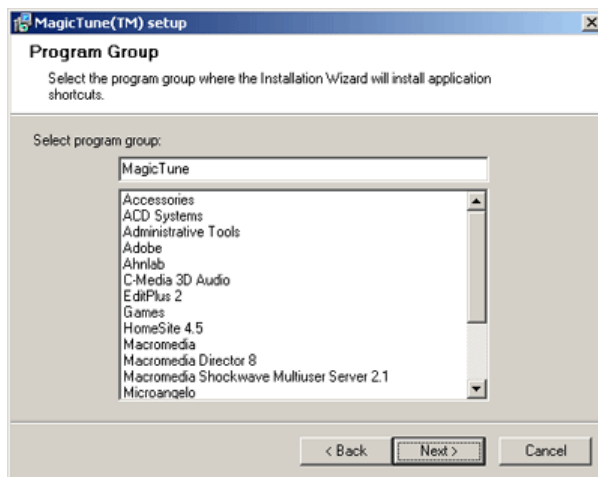 MagicTune(TM) setup
Program Group
Select the program group where the Installation Wizard will install application
shortcuts.
Select program group:
MagicTune
Accessories
ACD Systems
Administrative Tools
Adobe
Ahnlab
C-Media 3D Audio
EditPlus 2
Games
HomeSite 4.5
Macromedia
Macromedia Director 8
Macromedia Shockwave Multiuser Server 2.1
Microangelo
< Back Next > Cancel